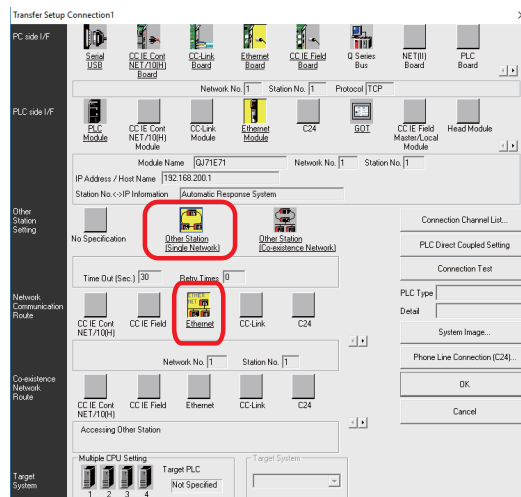 Transfer Setup Connection1
PC side I/F
Serial USB
CC IE Cont NET/10(H) Board
CC-Link Board
Ethernet Board
CC IE Field Board
Q Series Bus
NET(II) Board
PLC Board
Network No. 1 Station No. 1 Protocol TCP
PLC side I/F
PLC Module
CC IE Cont NET/10(H) Module
CC-Link Module
Ethernet Module
C24
GOT
CC IE Field Master/Local Module
Head Module
Module Name QJ71E71 Network No. 1 Station No. 1
IP Address / Host Name 192.168.200.1
Station No.<->IP Information Automatic Response System
Other Station Setting
No Specification
Other Station (Single Network)
Other Station (Co-existence Network)
Time Out (Sec.) 30 Retry Times 0
Network Communication Route
CC IE Cont NET/10(H)
CC IE Field
Ethernet
CC-Link
C24
Network No. 1 Station No. 1
Co-existence Network Route
CC IE Cont NET/10(H)
CC IE Field
Ethernet
CC-Link
C24
Accessing Other Station
Target System
Multiple CPU Setting
1 2 3 4
Target PLC
Not Specified
Target System
Connection Channel List...
PLC Direct Coupled Setting
Connection Test
PLC Type
Detail
System Image...
Phone Line Connection (C24)...
OK
Cancel